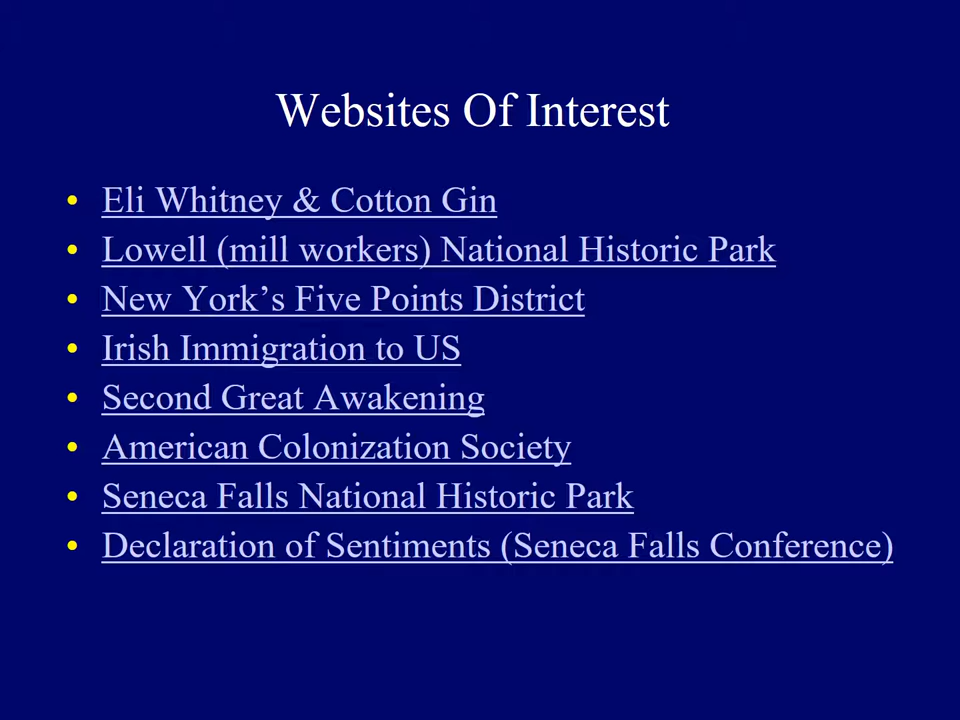 Websites Of Interest
• Eli Whitney & Cotton Gin
• Lowell (mill workers) National Historic Park
• New York’s Five Points District
• Irish Immigration to US
• Second Great Awakening
• American Colonization Society
• Seneca Falls National Historic Park
• Declaration of Sentiments (Seneca Falls Conference)